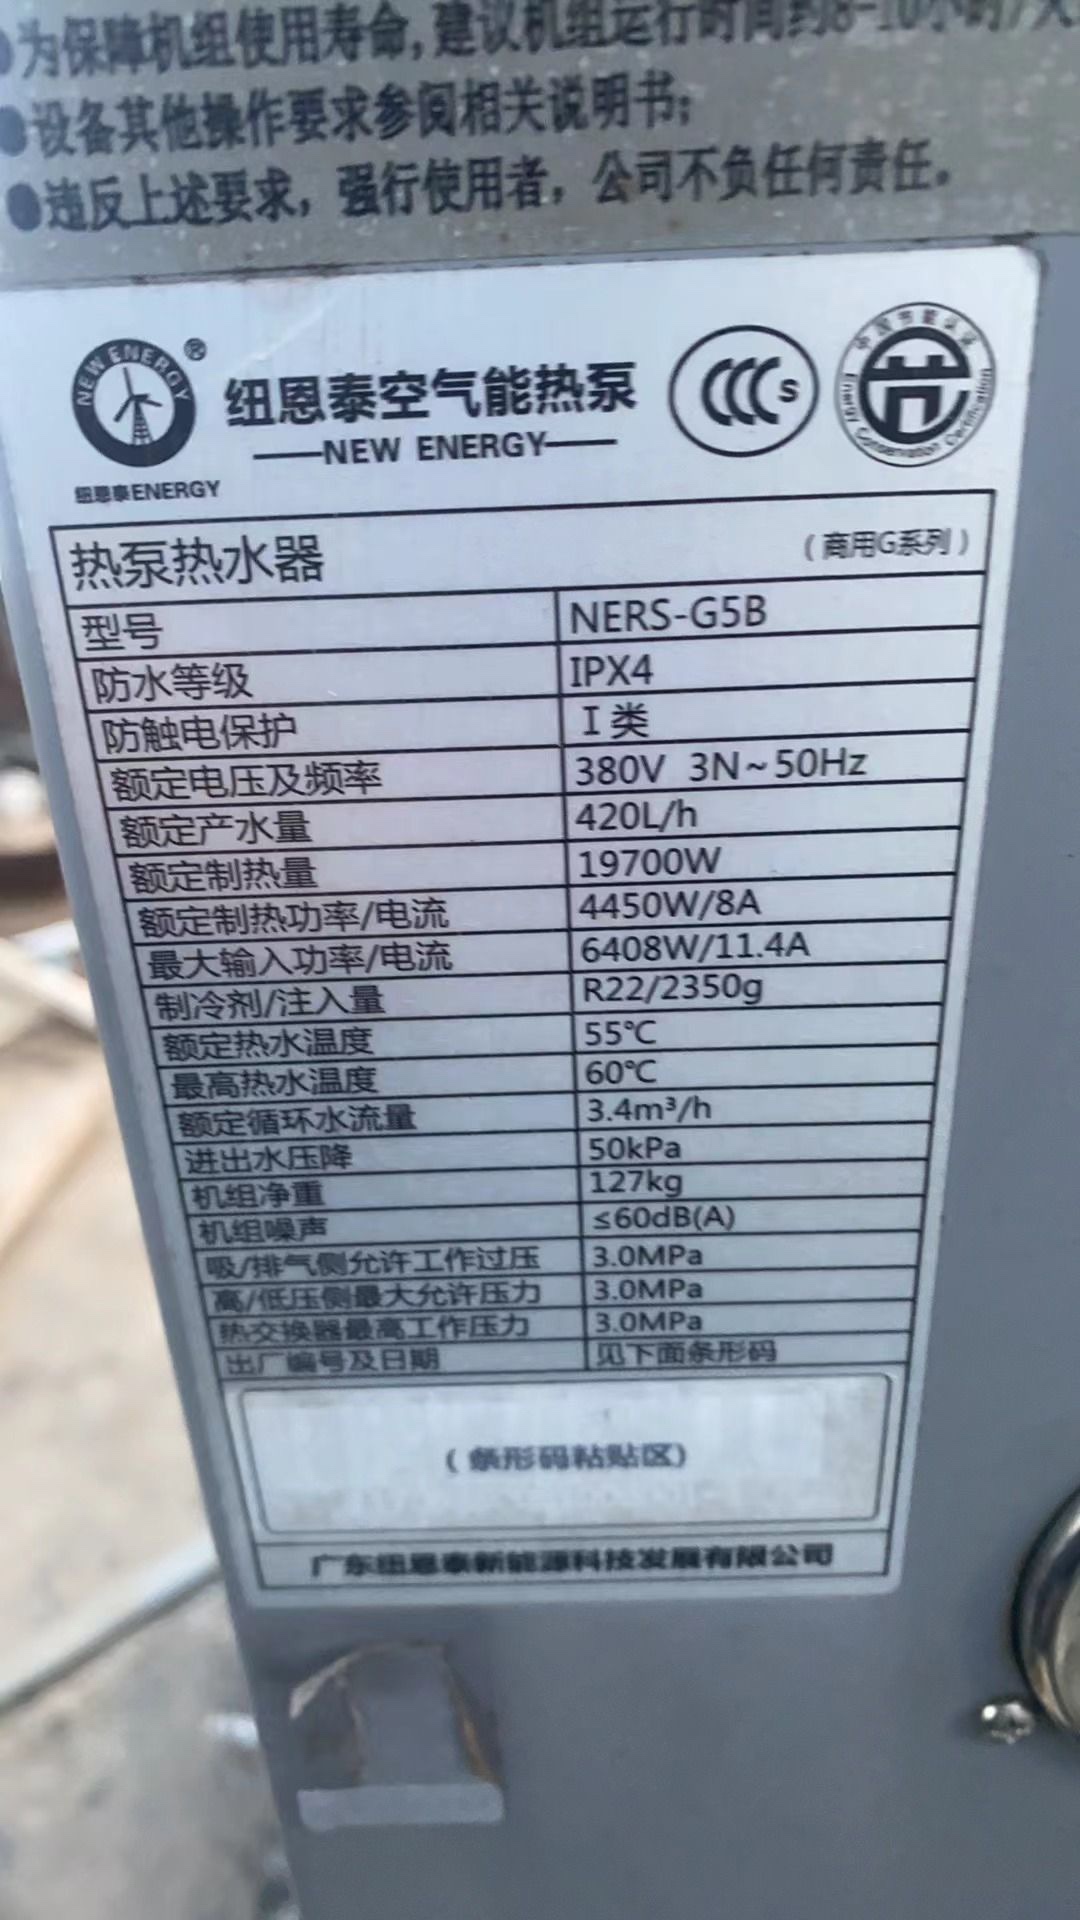 ●为保障机组使用寿命,建议机组运行时间约8-10小时/天
●设备其他操作要求参阅相关说明书;
●违反上述要求,强行使用者,公司不负任何责任。
NEW ENERGY ®
纽恩泰ENERGY
纽恩泰空气能热泵
NEW ENERGY
CCC S
中国节能认证
Energy Conservation Certification
热泵热水器 (商用G系列)
型号 NERS-G5B
防水等级 IPX4
防触电保护 I 类
额定电压及频率 380V 3N~50Hz
额定产水量 420L/h
额定制热量 19700W
额定制热功率/电流 4450W/8A
最大输入功率/电流 6408W/11.4A
制冷剂/注入量 R22/2350g
额定热水温度 55℃
最高热水温度 60℃
额定循环水流量 3.4m³/h
进出水压降 50kPa
机组净重 127kg
机组噪声 ≤60dB(A)
吸/排气侧允许工作过压 3.0MPa
高/低压侧最大允许压力 3.0MPa
热交换器最高工作压力 3.0MPa
出厂编号及日期 见下面条形码
(条形码粘贴区)
广东纽恩泰新能源科技发展有限公司